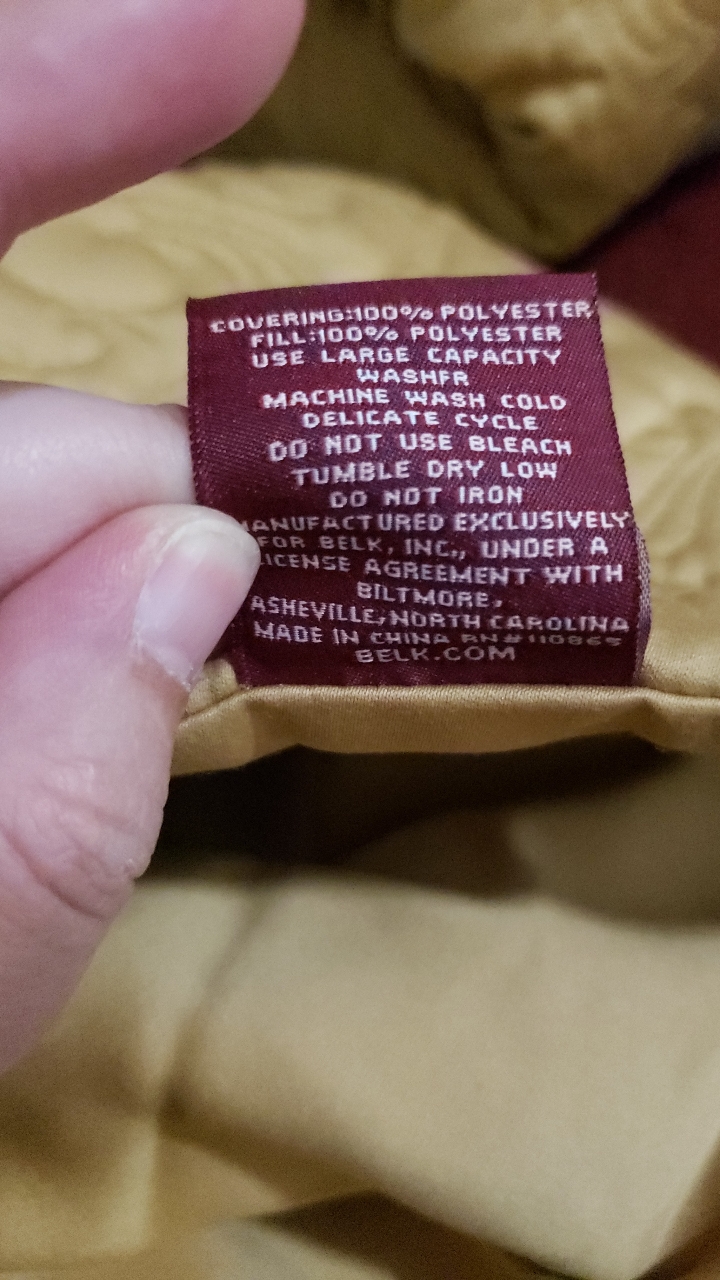 COVERING:100% POLYESTER
FILL:100% POLYESTER
USE LARGE CAPACITY
WASHER
MACHINE WASH COLD
DELICATE CYCLE
DO NOT USE BLEACH
TUMBLE DRY LOW
DO NOT IRON
MANUFACTURED EXCLUSIVELY
FOR BELK, INC., UNDER A
LICENSE AGREEMENT WITH
BILTMORE,
ASHEVILLE, NORTH CAROLINA
MADE IN CHINA RN#110865
BELK.COM